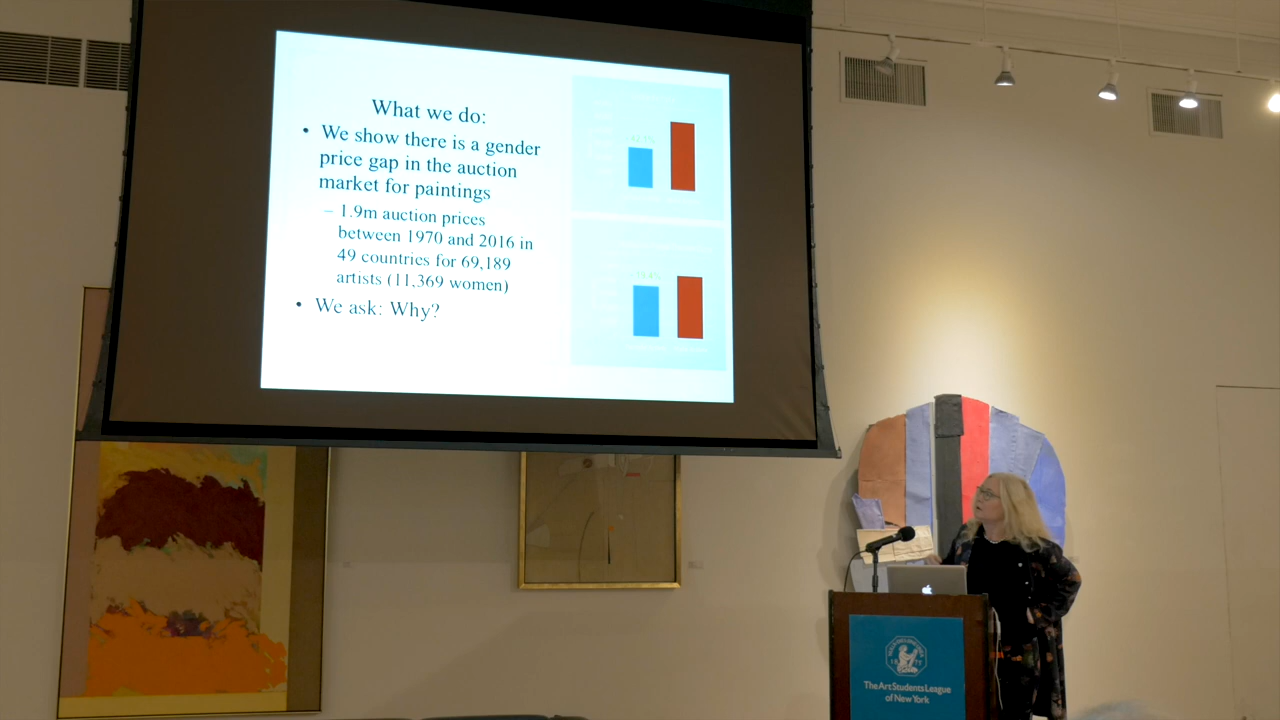 What we do:
• We show there is a gender
price gap in the auction
market for paintings
– 1.9m auction prices
between 1970 and 2016 in
49 countries for 69,189
artists (11,369 women)
• We ask: Why?
The Art Students League
of New York